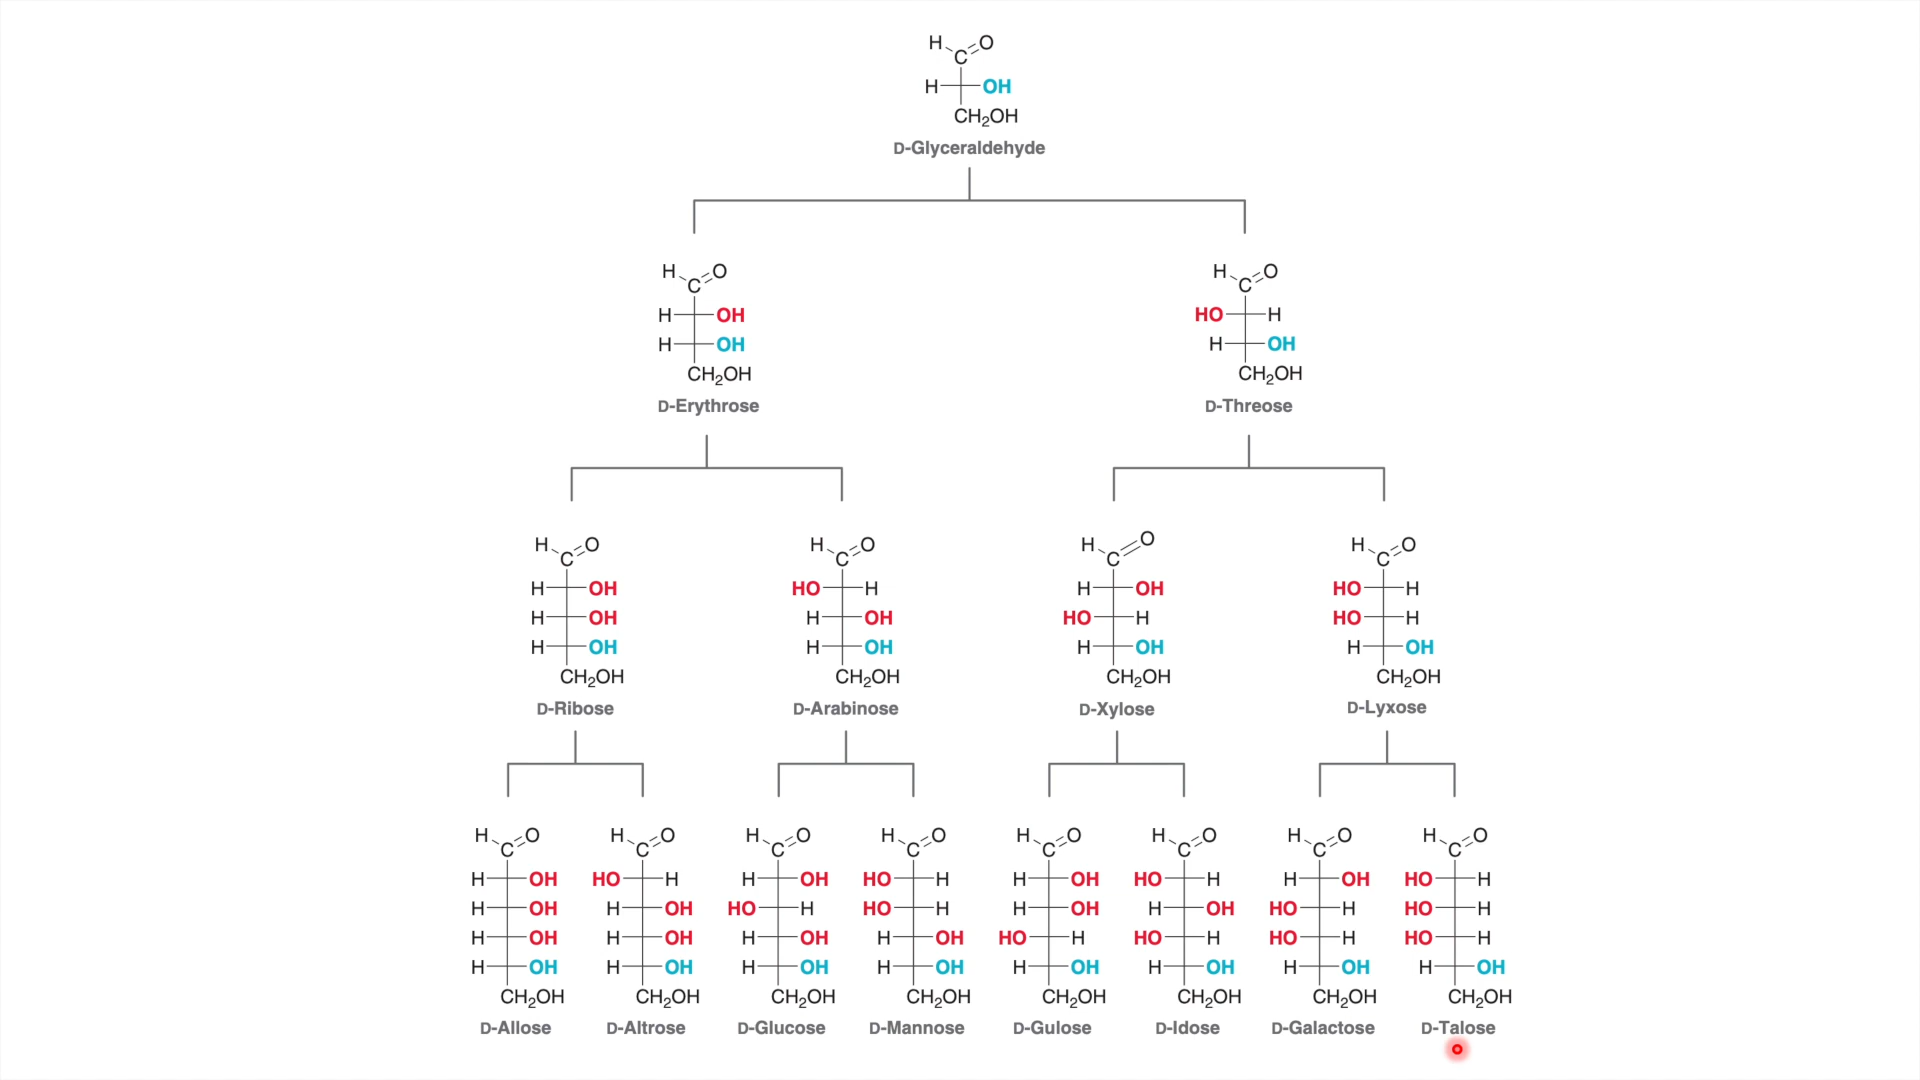 H C O
H OH
CH₂OH
D-Glyceraldehyde
H C O
H OH
H OH
CH₂OH
D-Erythrose
H C O
HO H
H OH
CH₂OH
D-Threose
H C O
H OH
H OH
H OH
CH₂OH
D-Ribose
H C O
HO H
H OH
H OH
CH₂OH
D-Arabinose
H C O
H OH
HO H
H OH
CH₂OH
D-Xylose
H C O
HO H
HO H
H OH
CH₂OH
D-Lyxose
H C O
H OH
H OH
H OH
H OH
CH₂OH
D-Allose
H C O
HO H
H OH
H OH
H OH
CH₂OH
D-Altrose
H C O
H OH
HO H
H OH
H OH
CH₂OH
D-Glucose
H C O
HO H
HO H
H OH
H OH
CH₂OH
D-Mannose
H C O
H OH
H OH
HO H
H OH
CH₂OH
D-Gulose
H C O
HO H
H OH
HO H
H OH
CH₂OH
D-Idose
H C O
H OH
HO H
HO H
H OH
CH₂OH
D-Galactose
H C O
HO H
HO H
HO H
H OH
CH₂OH
D-Talose